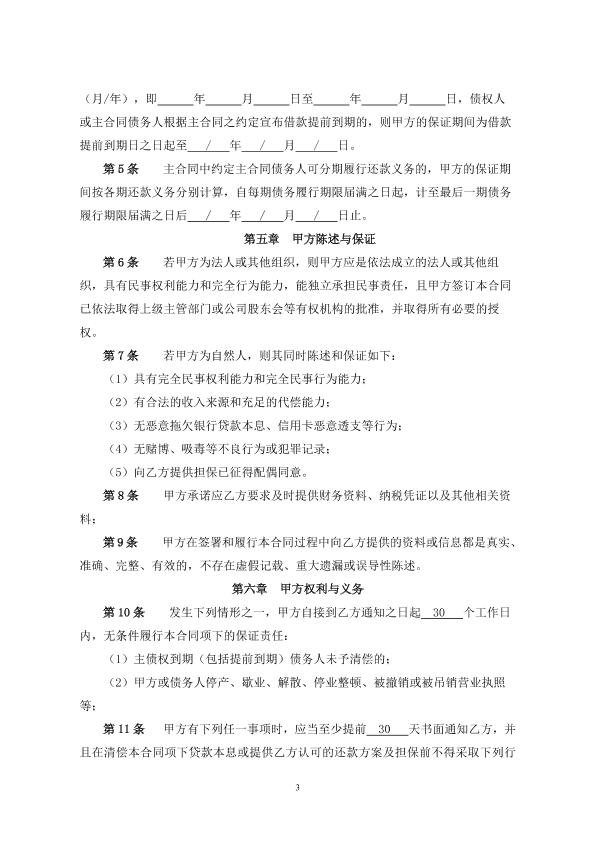 （月/年），即______年______月______日至______年______月______日，债权人
或主合同债务人根据主合同之约定宣布借款提前到期的，则甲方的保证期间为借款
提前到期日之日起至__/__年__/__月__/__日。
第 5 条　　主合同中约定主合同债务人可分期履行还款义务的，甲方的保证期
间按各期还款义务分别计算，自每期债务履行期限届满之日起，计至最后一期债务
履行期限届满之日后__/__年__/__月__/__日止。
第五章　甲方陈述与保证
第 6 条　　若甲方为法人或其他组织，则甲方应是依法成立的法人或其他组
织，具有民事权利能力和完全行为能力，能独立承担民事责任，且甲方签订本合同
已依法取得上级主管部门或公司股东会等有权机构的批准，并取得所有必要的授
权。
第 7 条　　若甲方为自然人，则其同时陈述和保证如下：
（1）具有完全民事权利能力和完全民事行为能力；
（2）有合法的收入来源和充足的代偿能力；
（3）无恶意拖欠银行贷款本息、信用卡恶意透支等行为；
（4）无赌博、吸毒等不良行为或犯罪记录；
（5）向乙方提供担保已征得配偶同意。
第 8 条　　甲方承诺应乙方要求及时提供财务资料、纳税凭证以及其他相关资
料；
第 9 条　　甲方在签署和履行本合同过程中向乙方提供的资料或信息都是真实、
准确、完整、有效的，不存在虚假记载、重大遗漏或误导性陈述。
第六章　甲方权利与义务
第 10 条　　发生下列情形之一，甲方自接到乙方通知之日起__30__个工作日
内，无条件履行本合同项下的保证责任：
（1）主债权到期（包括提前到期）债务人未予清偿的；
（2）甲方或债务人停产、歇业、解散、停业整顿、被撤销或被吊销营业执照
等；
第 11 条　　甲方有下列任一事项时，应当至少提前__30__天书面通知乙方，并
且在清偿本合同项下贷款本息或提供乙方认可的还款方案及担保前不得采取下列行
3